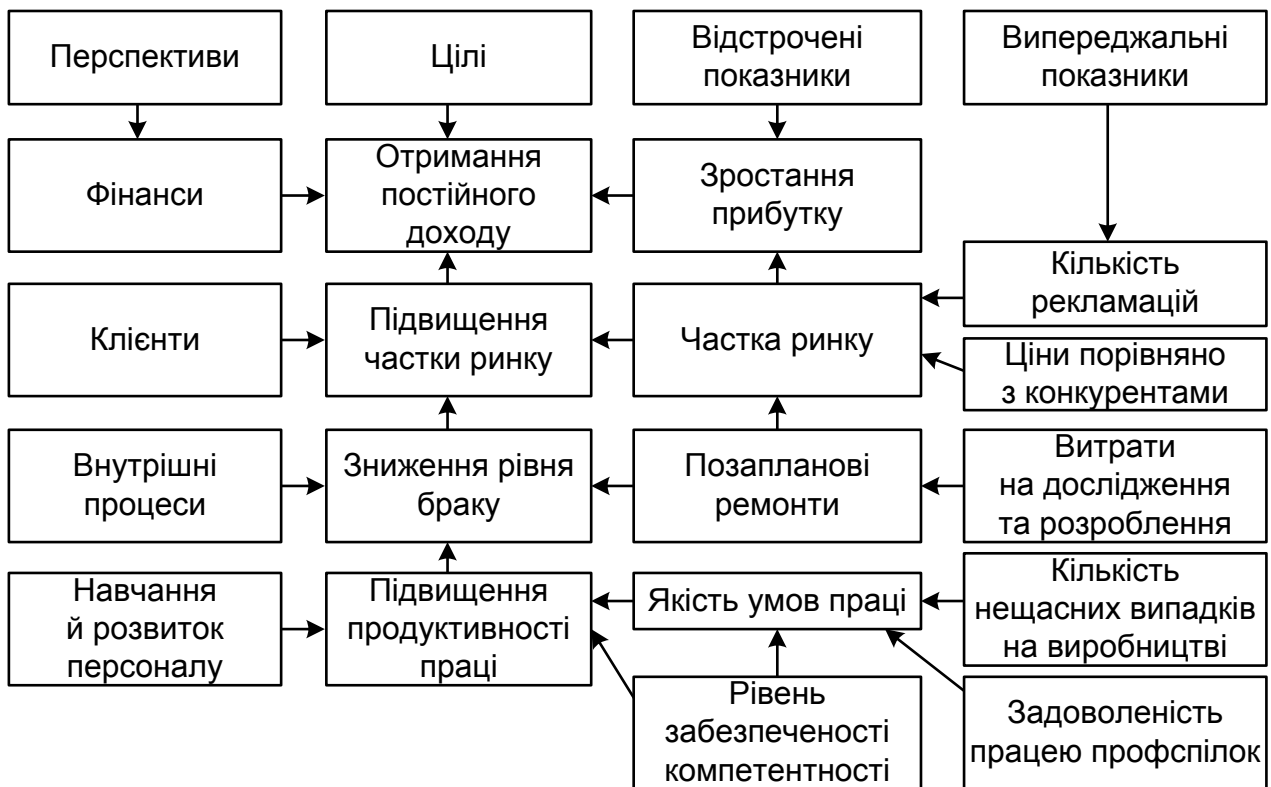 Перспективи
Цілі
Відстрочені
показники
Випереджальні
показники
Фінанси
Отримання
постійного
доходу
Зростання
прибутку
Кількість
рекламацій
Клієнти
Підвищення
частки ринку
Частка ринку
Ціни порівняно
з конкурентами
Внутрішні
процеси
Зниження рівня
браку
Позапланові
ремонти
Витрати
на дослідження
та розроблення
Навчання
й розвиток
персоналу
Підвищення
продуктивності
праці
Якість умов праці
Кількість
нещасних випадків
на виробництві
Рівень
забезпеченості
компетентності
Задоволеність
працею профспілок